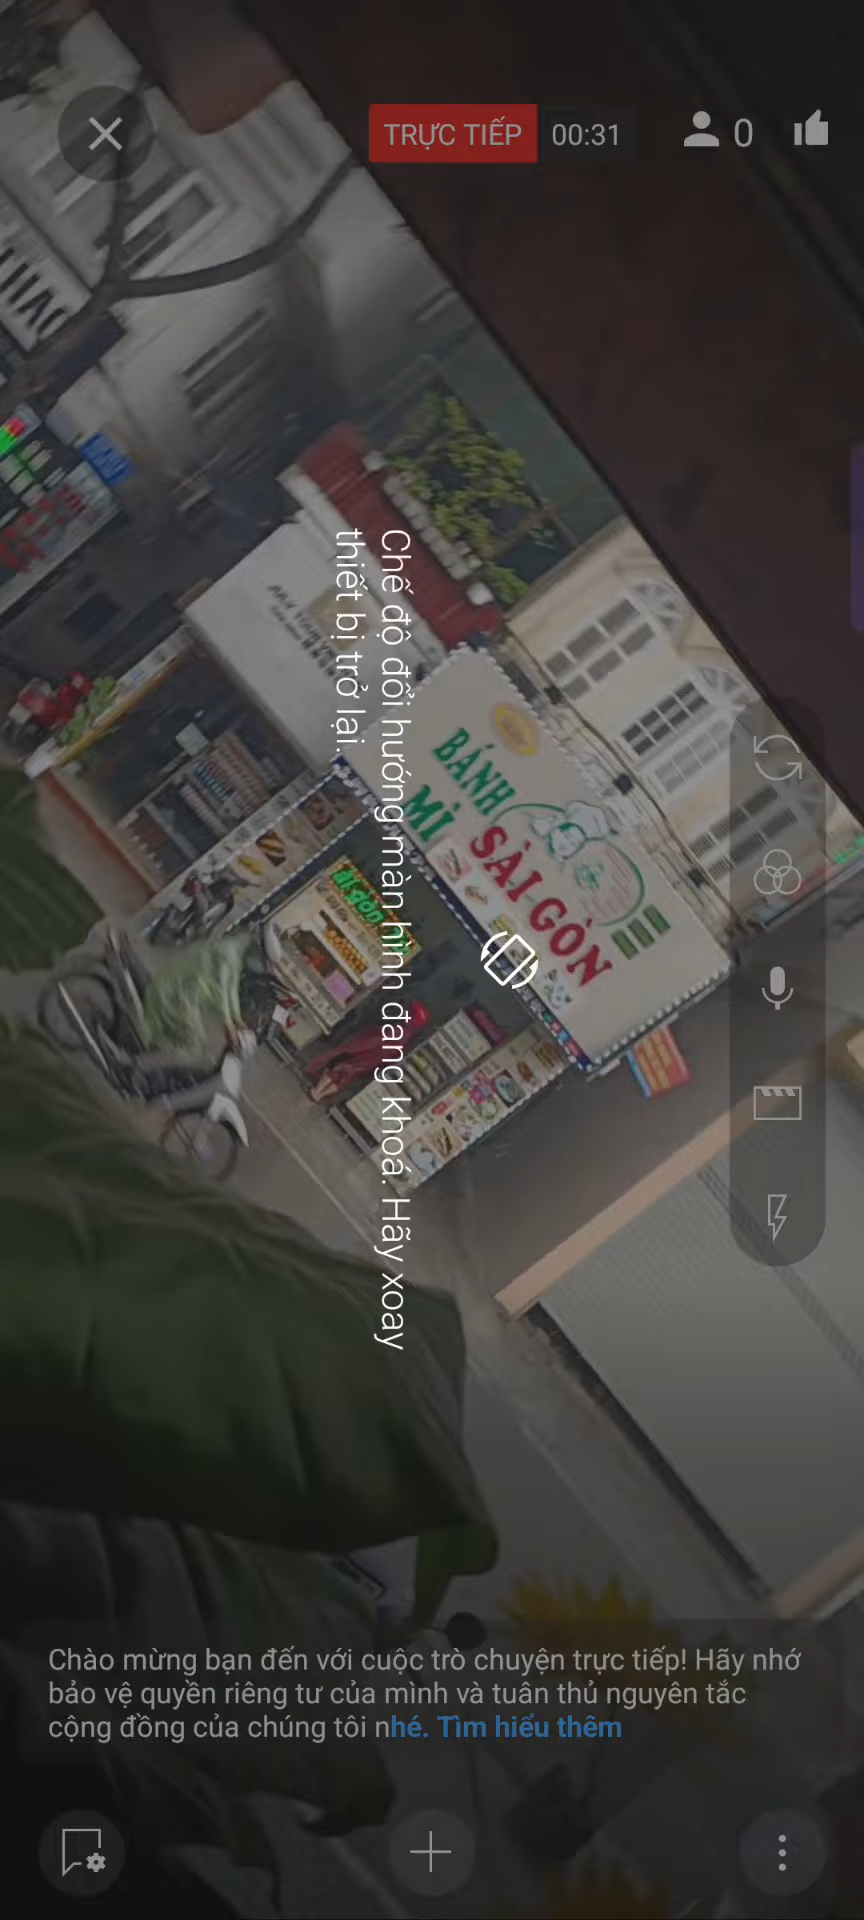 TRỰC TIẾP 00:31 0
Chế độ đổi hướng màn hình đang khoá. Hãy xoay
thiết bị trở lại.
BÁNH
MÌ SÀI GÒN
Chào mừng bạn đến với cuộc trò chuyện trực tiếp! Hãy nhớ
bảo vệ quyền riêng tư của mình và tuân thủ nguyên tắc
cộng đồng của chúng tôi nhé. Tìm hiểu thêm